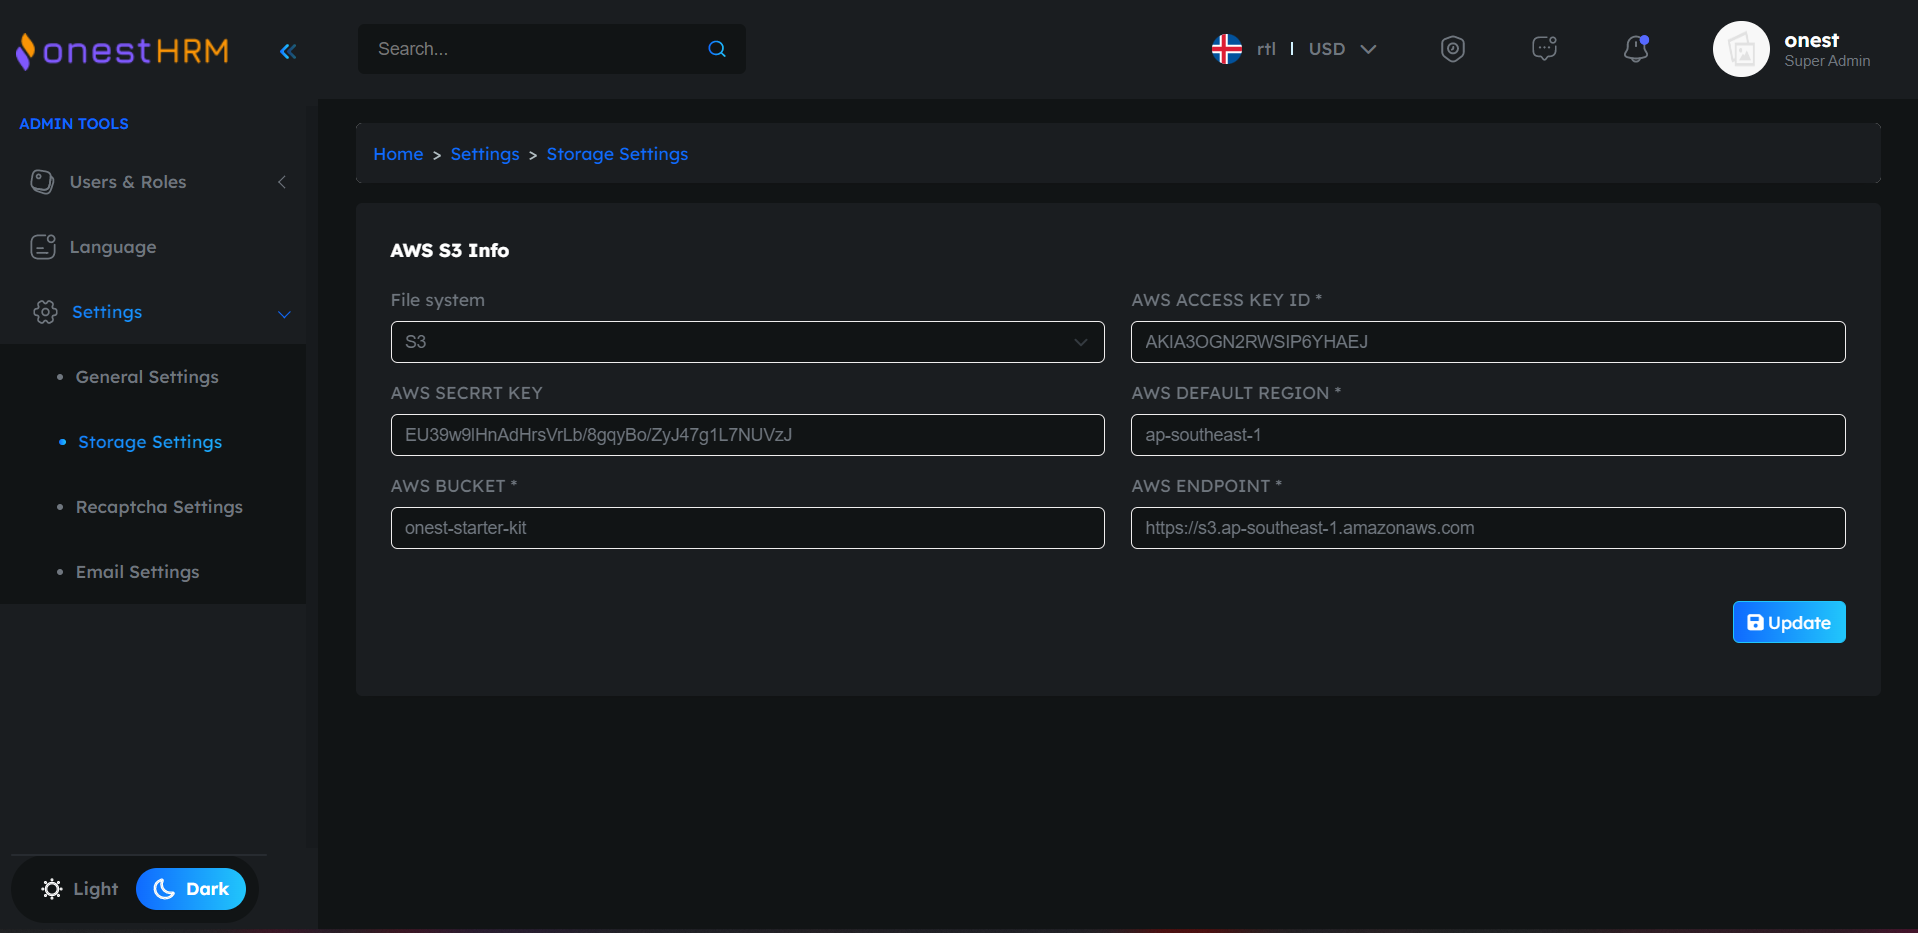 onestHRM
Search...
rtl
USD
onest
Super Admin
ADMIN TOOLS
Users & Roles
Language
Settings
General Settings
Storage Settings
Recaptcha Settings
Email Settings
Light
Dark
Home > Settings > Storage Settings
AWS S3 Info
File system
S3
AWS ACCESS KEY ID *
AKIA3OGN2RWSIP6YHAEJ
AWS SECRRT KEY
AWS DEFAULT REGION *
ap-southeast-1
AWS BUCKET *
onest-starter-kit
AWS ENDPOINT *
https://s3.ap-southeast-1.amazonaws.com
Update